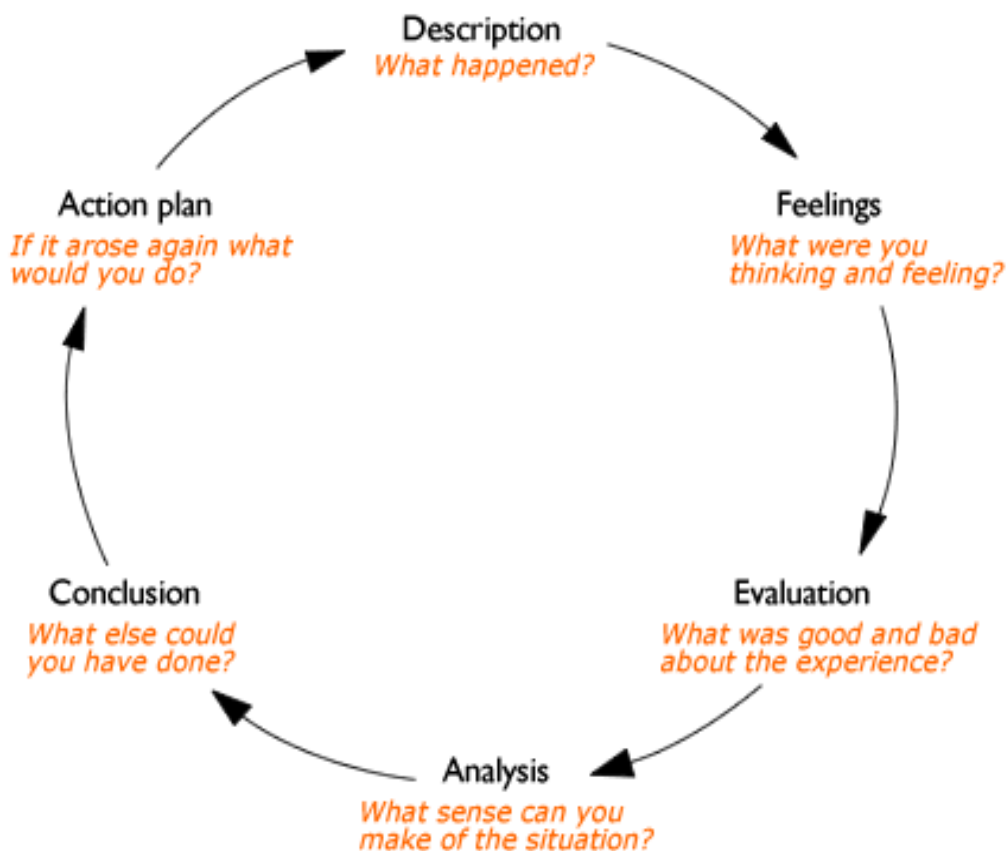 Description
What happened?
Feelings
What were you
thinking and feeling?
Evaluation
What was good and bad
about the experience?
Analysis
What sense can you
make of the situation?
Conclusion
What else could
you have done?
Action plan
If it arose again what
would you do?